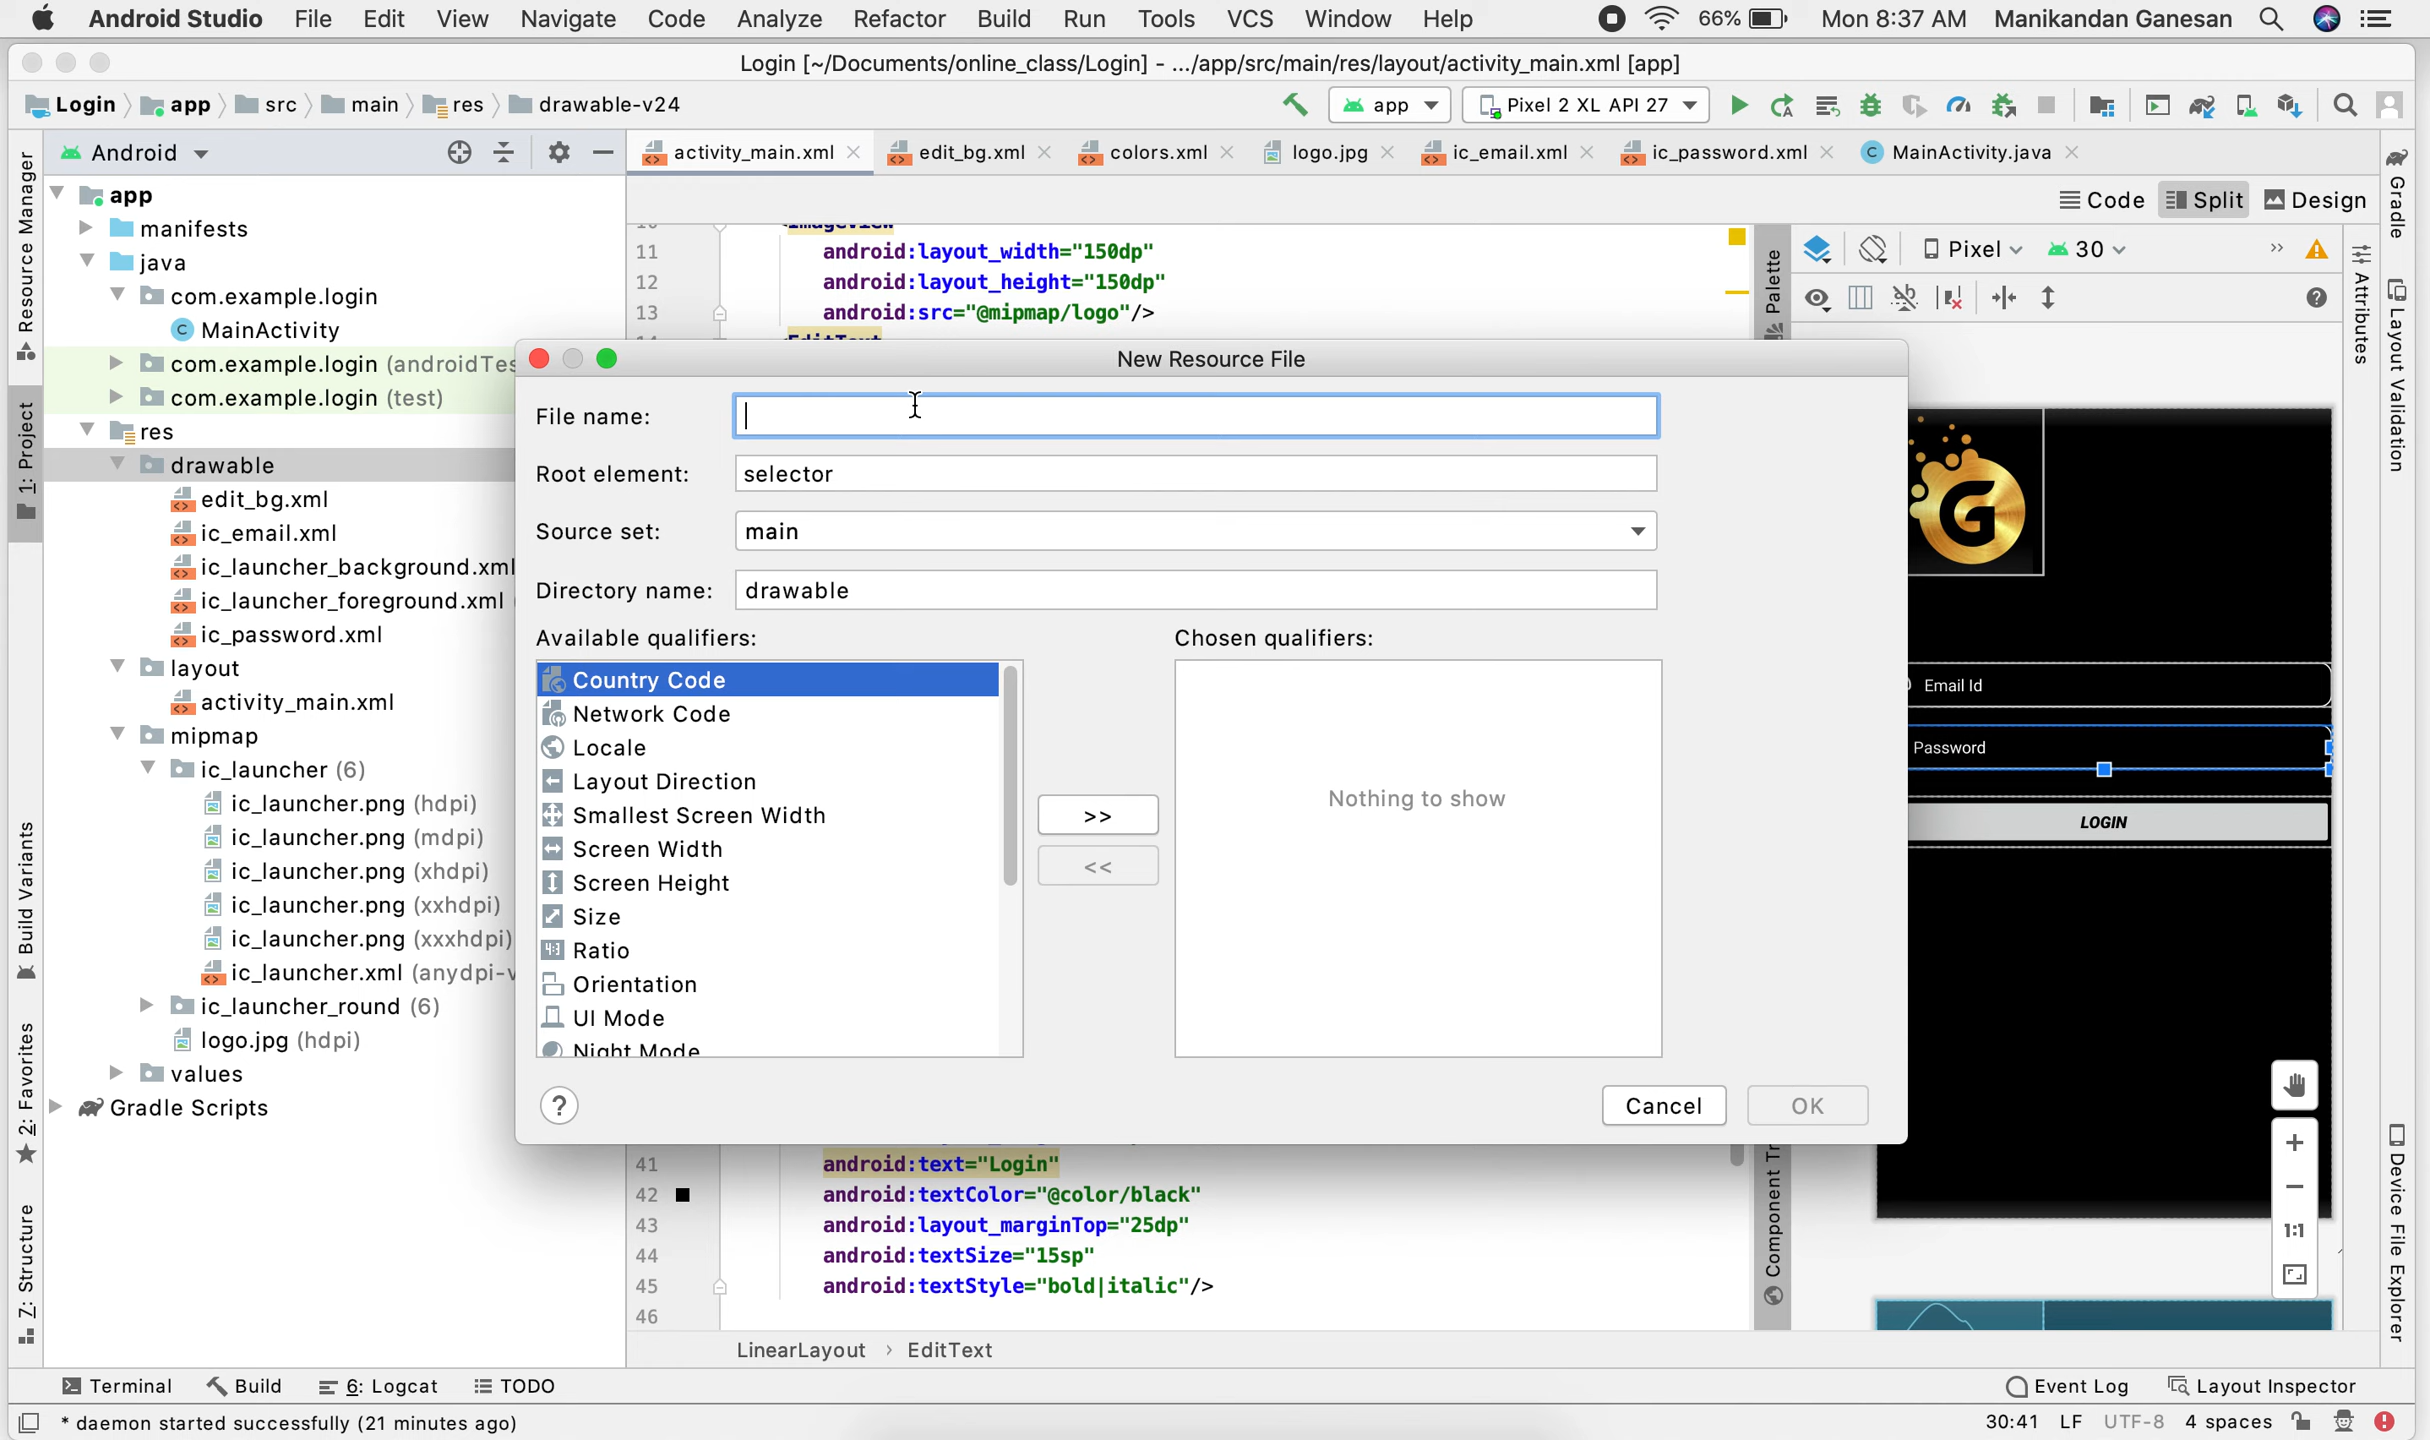 Android Studio File Edit View Navigate Code Analyze Refactor Build Run Tools VCS Window Help 66% Mon 8:37 AM Manikandan Ganesan
Login [~/Documents/online_class/Login] - .../app/src/main/res/layout/activity_main.xml [app]
Login app src main res drawable-v24 app Pixel 2 XL API 27
Android activity_main.xml edit_bg.xml colors.xml logo.jpg ic_email.xml ic_password.xml MainActivity.java
Code Split Design
Resource Manager
1: Project
Build Variants
2: Favorites
Z: Structure
app
manifests
java
com.example.login
MainActivity
com.example.login (androidTes
com.example.login (test)
res
drawable
edit_bg.xml
ic_email.xml
ic_launcher_background.xml
ic_launcher_foreground.xml
ic_password.xml
layout
activity_main.xml
mipmap
ic_launcher (6)
ic_launcher.png (hdpi)
ic_launcher.png (mdpi)
ic_launcher.png (xhdpi)
ic_launcher.png (xxhdpi)
ic_launcher.png (xxxhdpi)
ic_launcher.xml (anydpi-v
ic_launcher_round (6)
logo.jpg (hdpi)
values
Gradle Scripts
10 <ImageView
11 android:layout_width="150dp"
12 android:layout_height="150dp"
13 android:src="@mipmap/logo"/>
14 <EditText
New Resource File
File name:
Root element: selector
Source set: main
Directory name: drawable
Available qualifiers: Chosen qualifiers:
Country Code
Network Code
Locale
Layout Direction
Smallest Screen Width
Screen Width
Screen Height
Size
4:3 Ratio
Orientation
UI Mode
Night Mode
>>
<<
Nothing to show
? Cancel OK
41 android:text="Login"
42 android:textColor="@color/black"
43 android:layout_marginTop="25dp"
44 android:textSize="15sp"
45 android:textStyle="bold|italic"/>
46
LinearLayout › EditText
Palette
Component Tr
Pixel 30 >>
G
Email Id
Password
LOGIN
+
−
1:1
Attributes
Gradle
Layout Validation
Device File Explorer
Terminal Build 6: Logcat TODO Event Log Layout Inspector
* daemon started successfully (21 minutes ago) 30:41 LF UTF-8 4 spaces